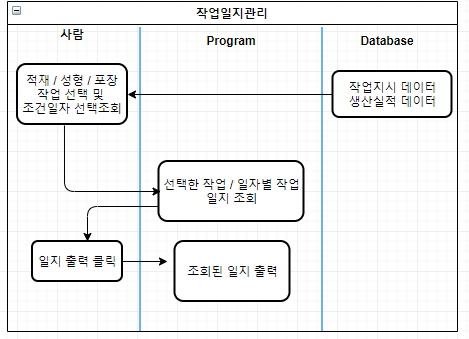 작업일지관리
사람
Program
Database
적재 / 성형 / 포장
작업 선택 및
조건일자 선택조회
작업지시 데이터
생산실적 데이터
선택한 작업 / 일자별 작업
일지 조회
일지 출력 클릭
조회된 일지 출력